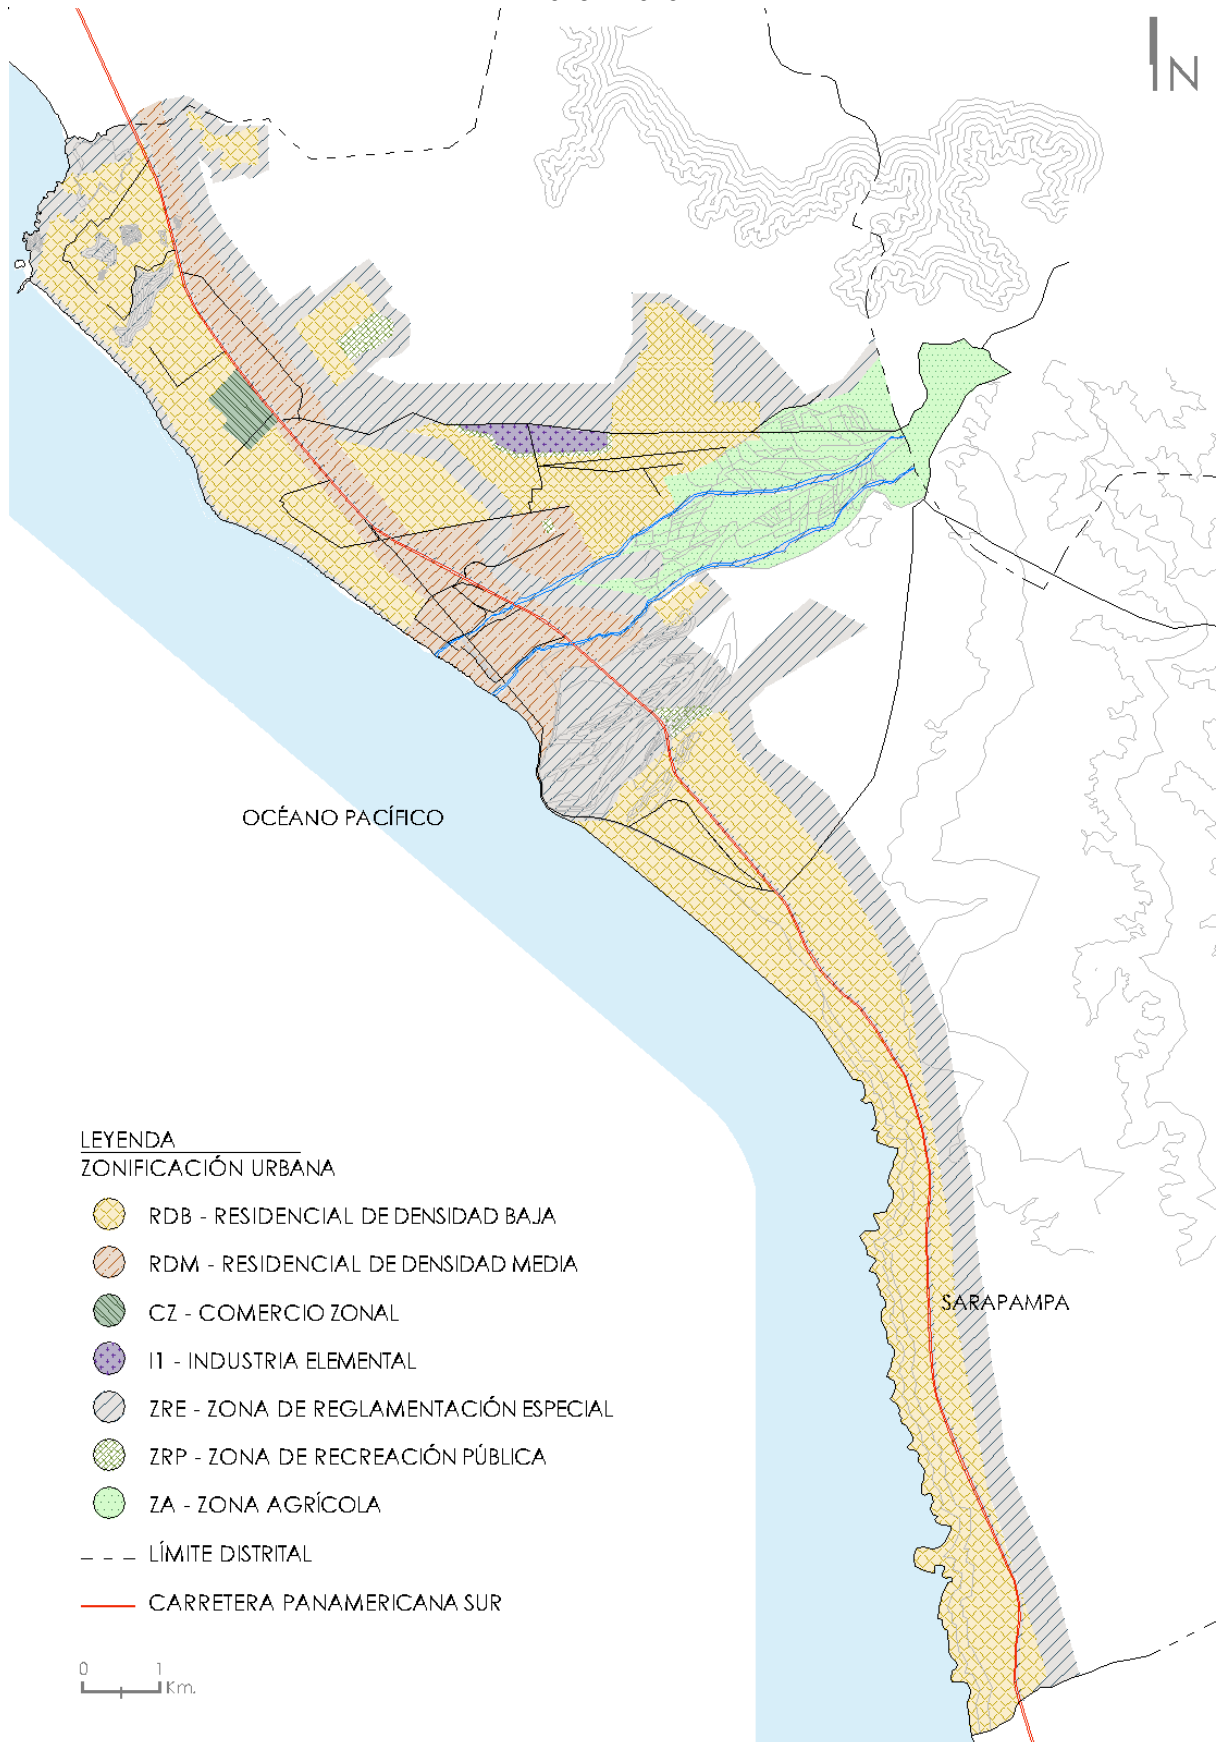 N
OCÉANO PACÍFICO
SARAPAMPA
LEYENDA
ZONIFICACIÓN URBANA
RDB - RESIDENCIAL DE DENSIDAD BAJA
RDM - RESIDENCIAL DE DENSIDAD MEDIA
CZ - COMERCIO ZONAL
I1 - INDUSTRIA ELEMENTAL
ZRE - ZONA DE REGLAMENTACIÓN ESPECIAL
ZRP - ZONA DE RECREACIÓN PÚBLICA
ZA - ZONA AGRÍCOLA
LÍMITE DISTRITAL
CARRETERA PANAMERICANA SUR
0 1
Km.